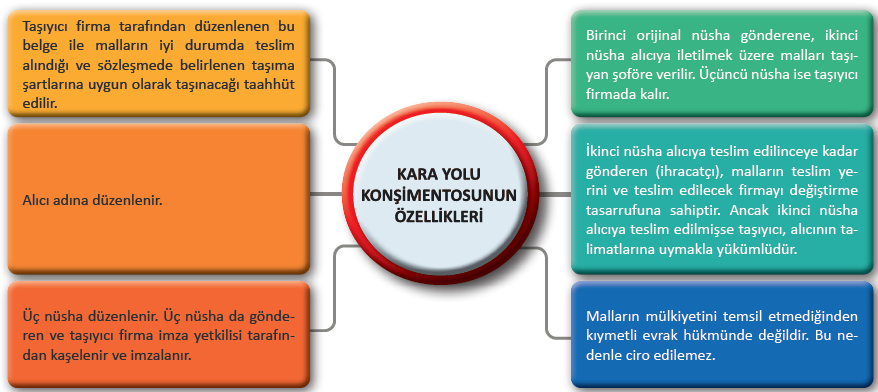 Taşıyıcı firma tarafından düzenlenen bu
belge ile malların iyi durumda teslim
alındığı ve sözleşmede belirlenen taşıma
şartlarına uygun olarak taşınacağı taahhüt
edilir.
Alıcı adına düzenlenir.
Üç nüsha düzenlenir. Üç nüsha da gönde-
ren ve taşıyıcı firma imza yetkilisi tarafın-
dan kaşelenir ve imzalanır.
KARA YOLU
KONŞİMENTOSUNUN
ÖZELLİKLERİ
Birinci orijinal nüsha gönderene, ikinci
nüsha alıcıya iletilmek üzere malları taşı-
yan şoföre verilir. Üçüncü nüsha ise taşıyıcı
firmada kalır.
İkinci nüsha alıcıya teslim edilinceye kadar
gönderen (ihracatçı), malların teslim ye-
rini ve teslim edilecek firmayı değiştirme
tasarrufuna sahiptir. Ancak ikinci nüsha
alıcıya teslim edilmişse taşıyıcı, alıcının ta-
limatlarına uymakla yükümlüdür.
Malların mülkiyetini temsil etmediğinden
kıymetli evrak hükmünde değildir. Bu ne-
denle ciro edilemez.